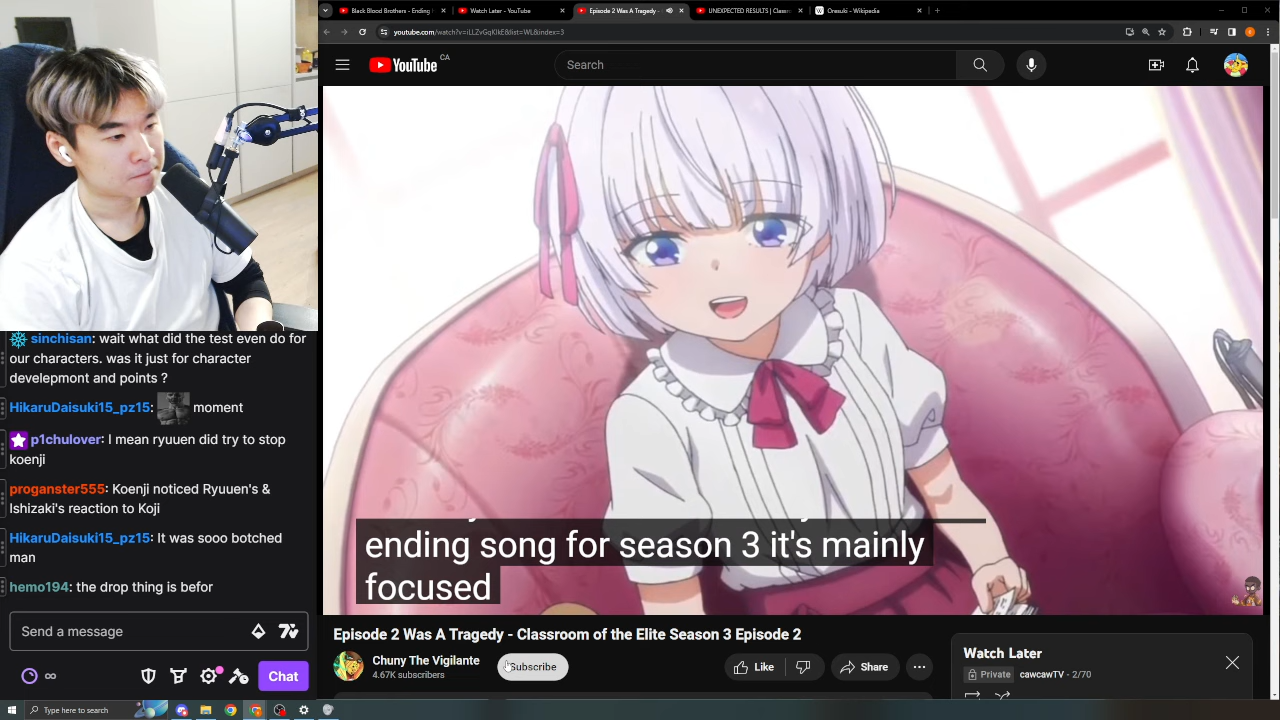 Black Blood Brothers - Ending
Watch Later - YouTube
Episode 2 Was A Tragedy -
UNEXPECTED RESULTS | Classro
Oresuki - Wikipedia
youtube.com/watch?v=iLLZvGqKlkE&list=WL&index=3
YouTube CA
Search
sinchisan: wait what did the test even do for
our characters. was it just for character
develepmont and points ?
HikaruDaisuki15_pz15: moment
p1chulover: I mean ryuuen did try to stop
koenji
proganster555: Koenji noticed Ryuuen's &
Ishizaki's reaction to Koji
HikaruDaisuki15_pz15: It was sooo botched
man
hemo194: the drop thing is befor
Send a message
Chat
ending song for season 3 it's mainly
focused
Episode 2 Was A Tragedy - Classroom of the Elite Season 3 Episode 2
Chuny The Vigilante
4.67K subscribers
Subscribe
Like
Share
Watch Later
Private cawcawTV - 2/70
Type here to search